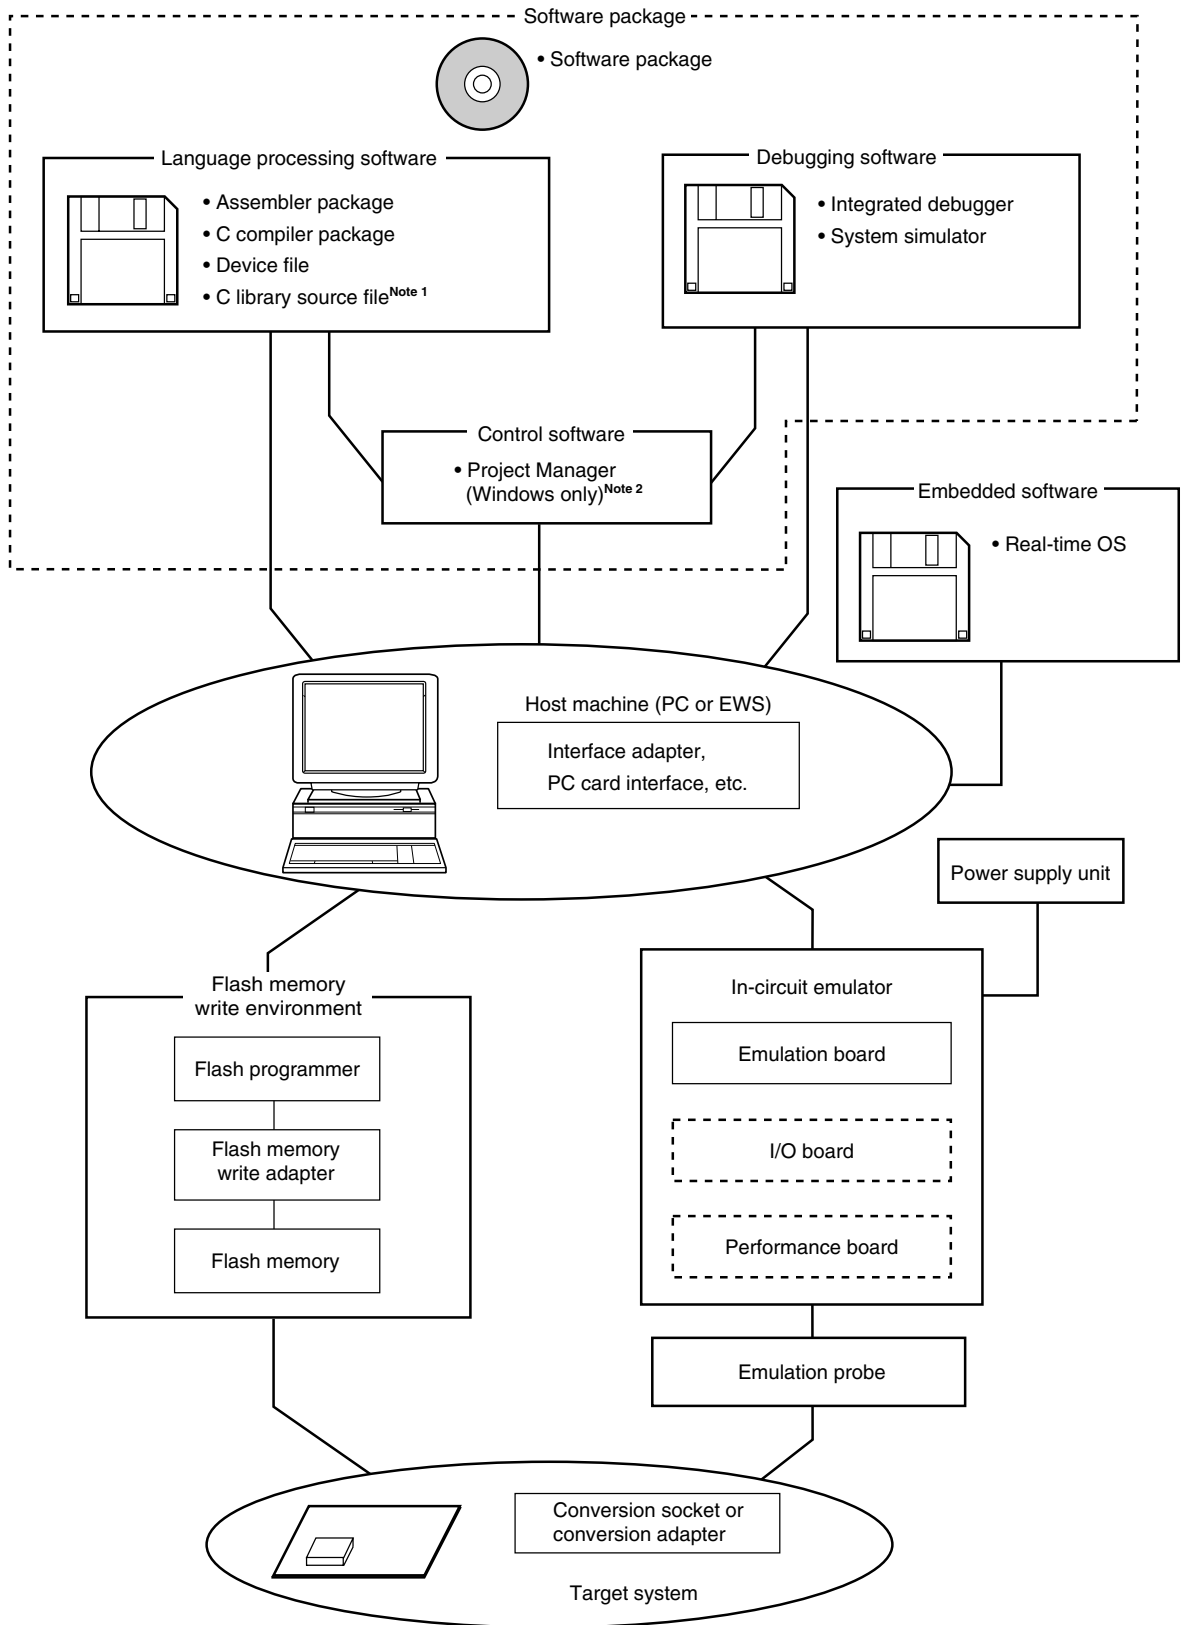 Software package
• Software package
Language processing software
• Assembler package
• C compiler package
• Device file
• C library source fileNote 1
Debugging software
• Integrated debugger
• System simulator
Control software
• Project Manager
(Windows only)Note 2
Embedded software
• Real-time OS
Host machine (PC or EWS)
Interface adapter,
PC card interface, etc.
Power supply unit
Flash memory
write environment
Flash programmer
Flash memory
write adapter
Flash memory
In-circuit emulator
Emulation board
I/O board
Performance board
Emulation probe
Conversion socket or
conversion adapter
Target system